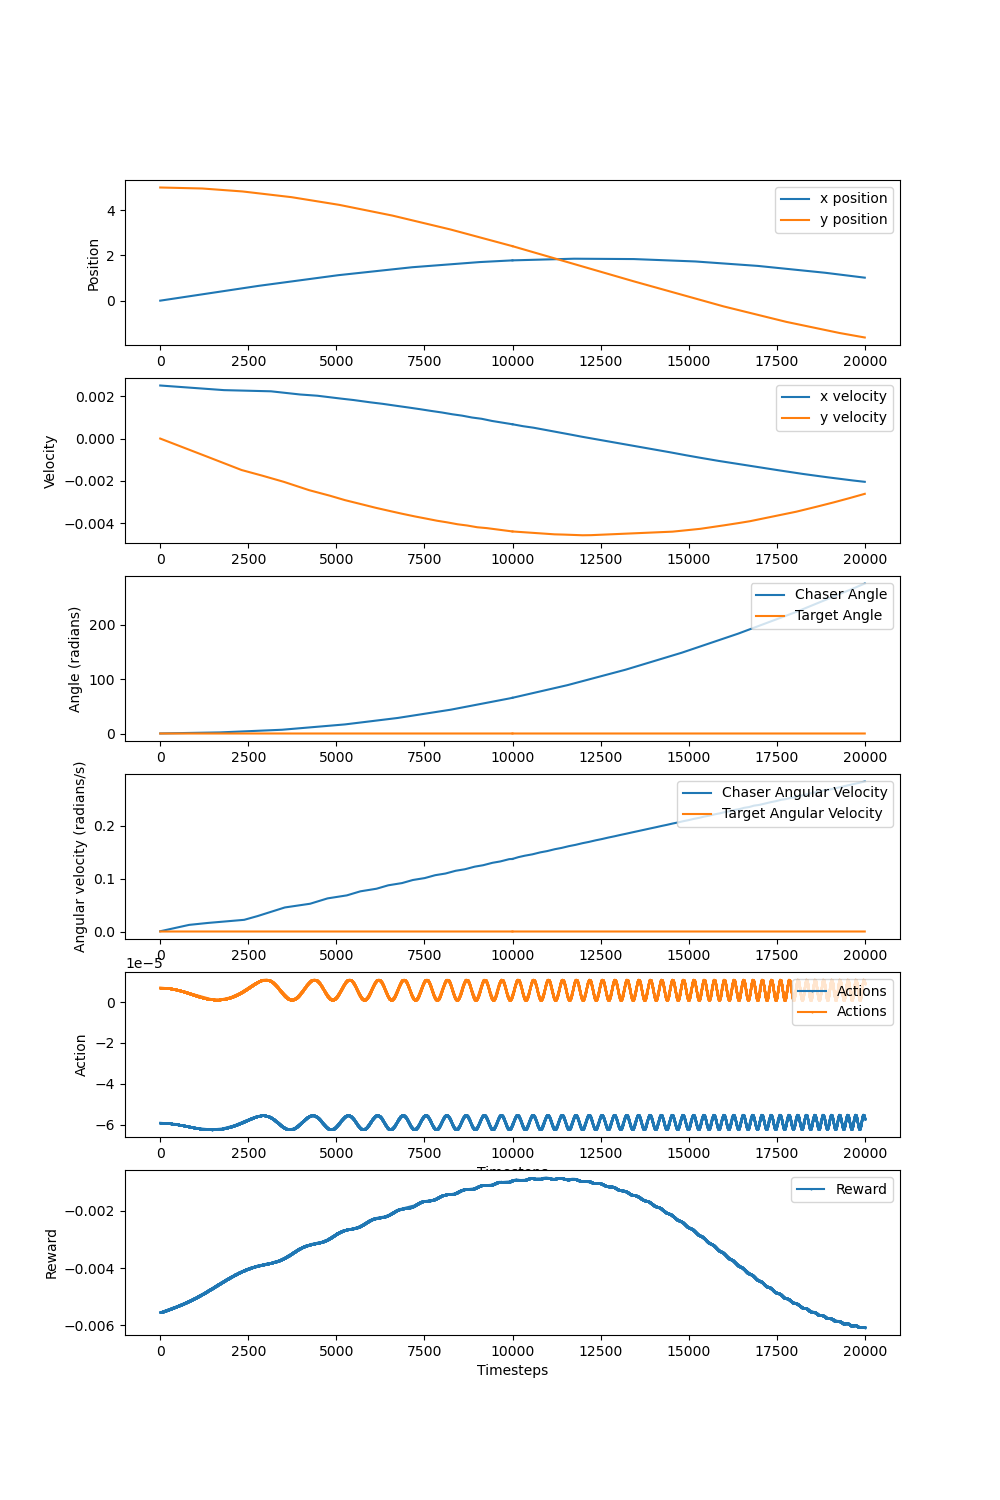 Position
4
2
0
x position
y position
0 2500 5000 7500 10000 12500 15000 17500 20000
Velocity
0.002
0.000
−0.002
−0.004
x velocity
y velocity
0 2500 5000 7500 10000 12500 15000 17500 20000
Angle (radians)
200
100
0
Chaser Angle
Target Angle
0 2500 5000 7500 10000 12500 15000 17500 20000
Angular velocity (radians/s)
0.2
0.1
0.0
Chaser Angular Velocity
Target Angular Velocity
0 2500 5000 7500 10000 12500 15000 17500 20000
1e−5
Action
0
−2
−4
−6
Actions
Actions
0 2500 5000 7500 10000 12500 15000 17500 20000
Timesteps
Reward
−0.002
−0.004
−0.006
Reward
0 2500 5000 7500 10000 12500 15000 17500 20000
Timesteps